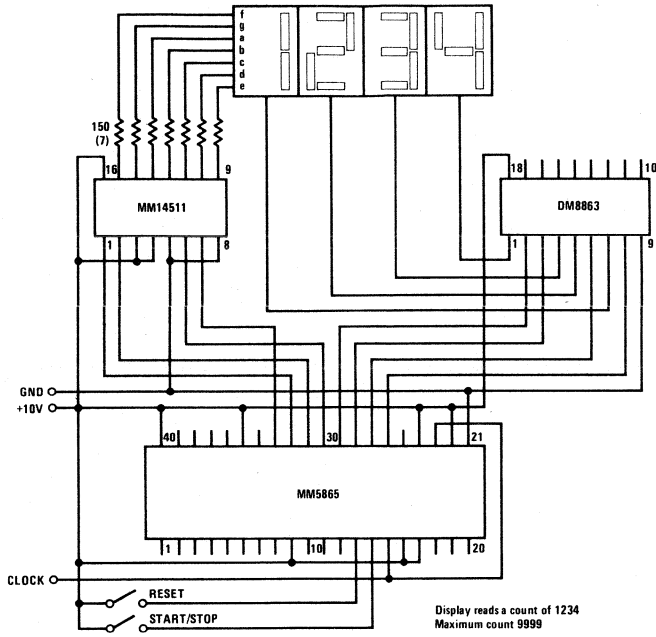 f
g
a
b
c
d
e
150
(7)
16
9
18
10
MM14511
DM8863
1
8
1
9
GND
+10V
40
30
21
MM5865
1
10
20
CLOCK
RESET
START/STOP
Display reads a count of 1234
Maximum count 9999